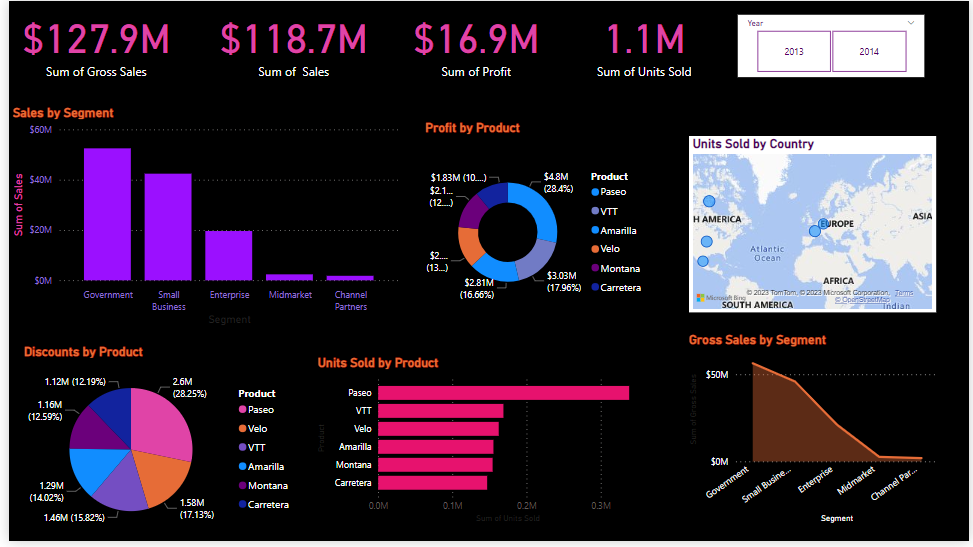 $127.9M
Sum of Gross Sales
$118.7M
Sum of Sales
$16.9M
Sum of Profit
1.1M
Sum of Units Sold
Year
2013
2014
Sales by Segment
Sum of Sales
$60M
$40M
$20M
$0M
Government
Small
Business
Enterprise
Midmarket
Channel
Partners
Segment
Profit by Product
$1.83M (10....)
$2.1...
(12....)
$2....
(13...)
$2.81M
(16.66%)
$3.03M
(17.96%)
$4.8M
(28.4%)
Product
Paseo
VTT
Amarilla
Velo
Montana
Carretera
Units Sold by Country
H AMERICA
EUROPE
ASIA
Atlantic
Ocean
AFRICA
Microsoft Bing
© 2023 TomTom, © 2023 Microsoft Corporation, Terms
© OpenStreetMap
SOUTH AMERICA
Indian
Discounts by Product
1.12M (12.19%)
1.16M
(12.59%)
1.29M
(14.02%)
1.46M (15.82%)
1.58M
(17.13%)
2.6M
(28.25%)
Product
Paseo
Velo
VTT
Amarilla
Montana
Carretera
Units Sold by Product
Product
Paseo
VTT
Velo
Amarilla
Montana
Carretera
0.0M
0.1M
0.2M
0.3M
Sum of Units Sold
Gross Sales by Segment
Sum of Gross Sales
$50M
$0M
Government
Small Busine...
Enterprise
Midmarket
Channel Par...
Segment